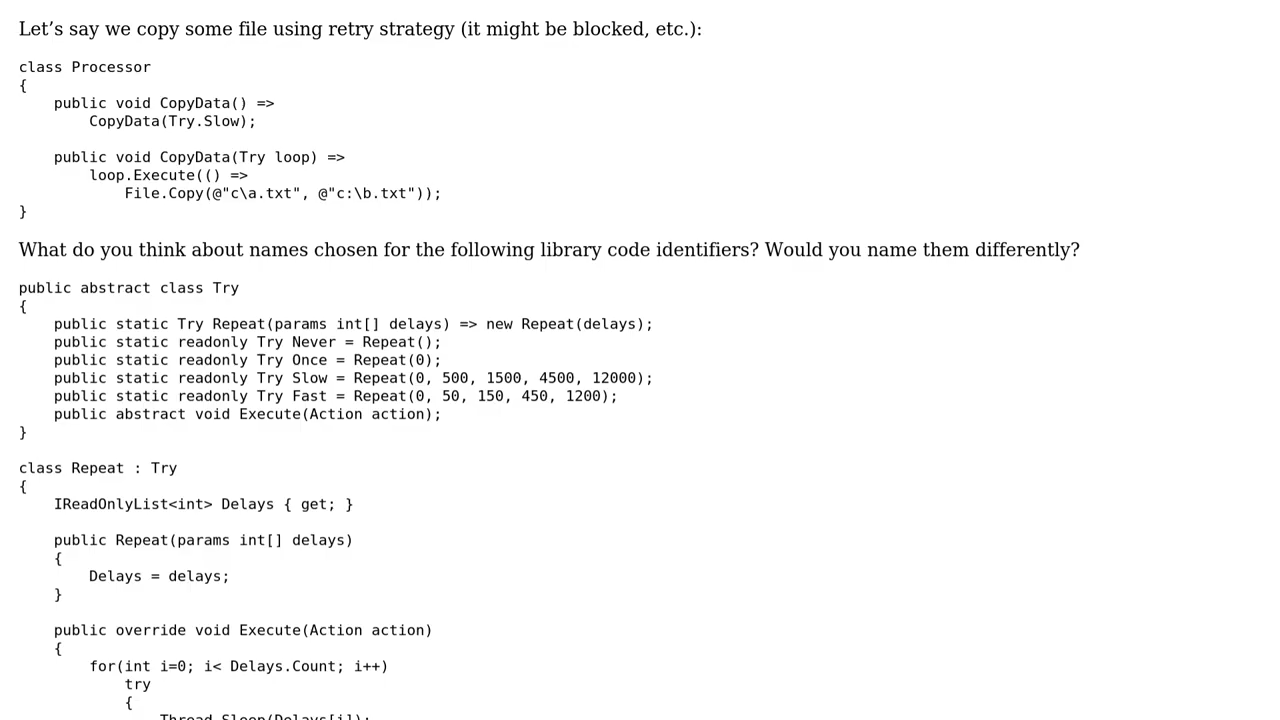 Let’s say we copy some file using retry strategy (it might be blocked, etc.):
class Processor
{
    public void CopyData() =>
        CopyData(Try.Slow);

    public void CopyData(Try loop) =>
        loop.Execute(() =>
            File.Copy(@"c\a.txt", @"c:\b.txt"));
}
What do you think about names chosen for the following library code identifiers? Would you name them differently?
public abstract class Try
{
    public static Try Repeat(params int[] delays) => new Repeat(delays);
    public static readonly Try Never = Repeat();
    public static readonly Try Once = Repeat(0);
    public static readonly Try Slow = Repeat(0, 500, 1500, 4500, 12000);
    public static readonly Try Fast = Repeat(0, 50, 150, 450, 1200);
    public abstract void Execute(Action action);
}

class Repeat : Try
{
    IReadOnlyList<int> Delays { get; }

    public Repeat(params int[] delays)
    {
        Delays = delays;
    }

    public override void Execute(Action action)
    {
        for(int i=0; i< Delays.Count; i++)
            try
            {
                Thread.Sleep(Delays[i]);